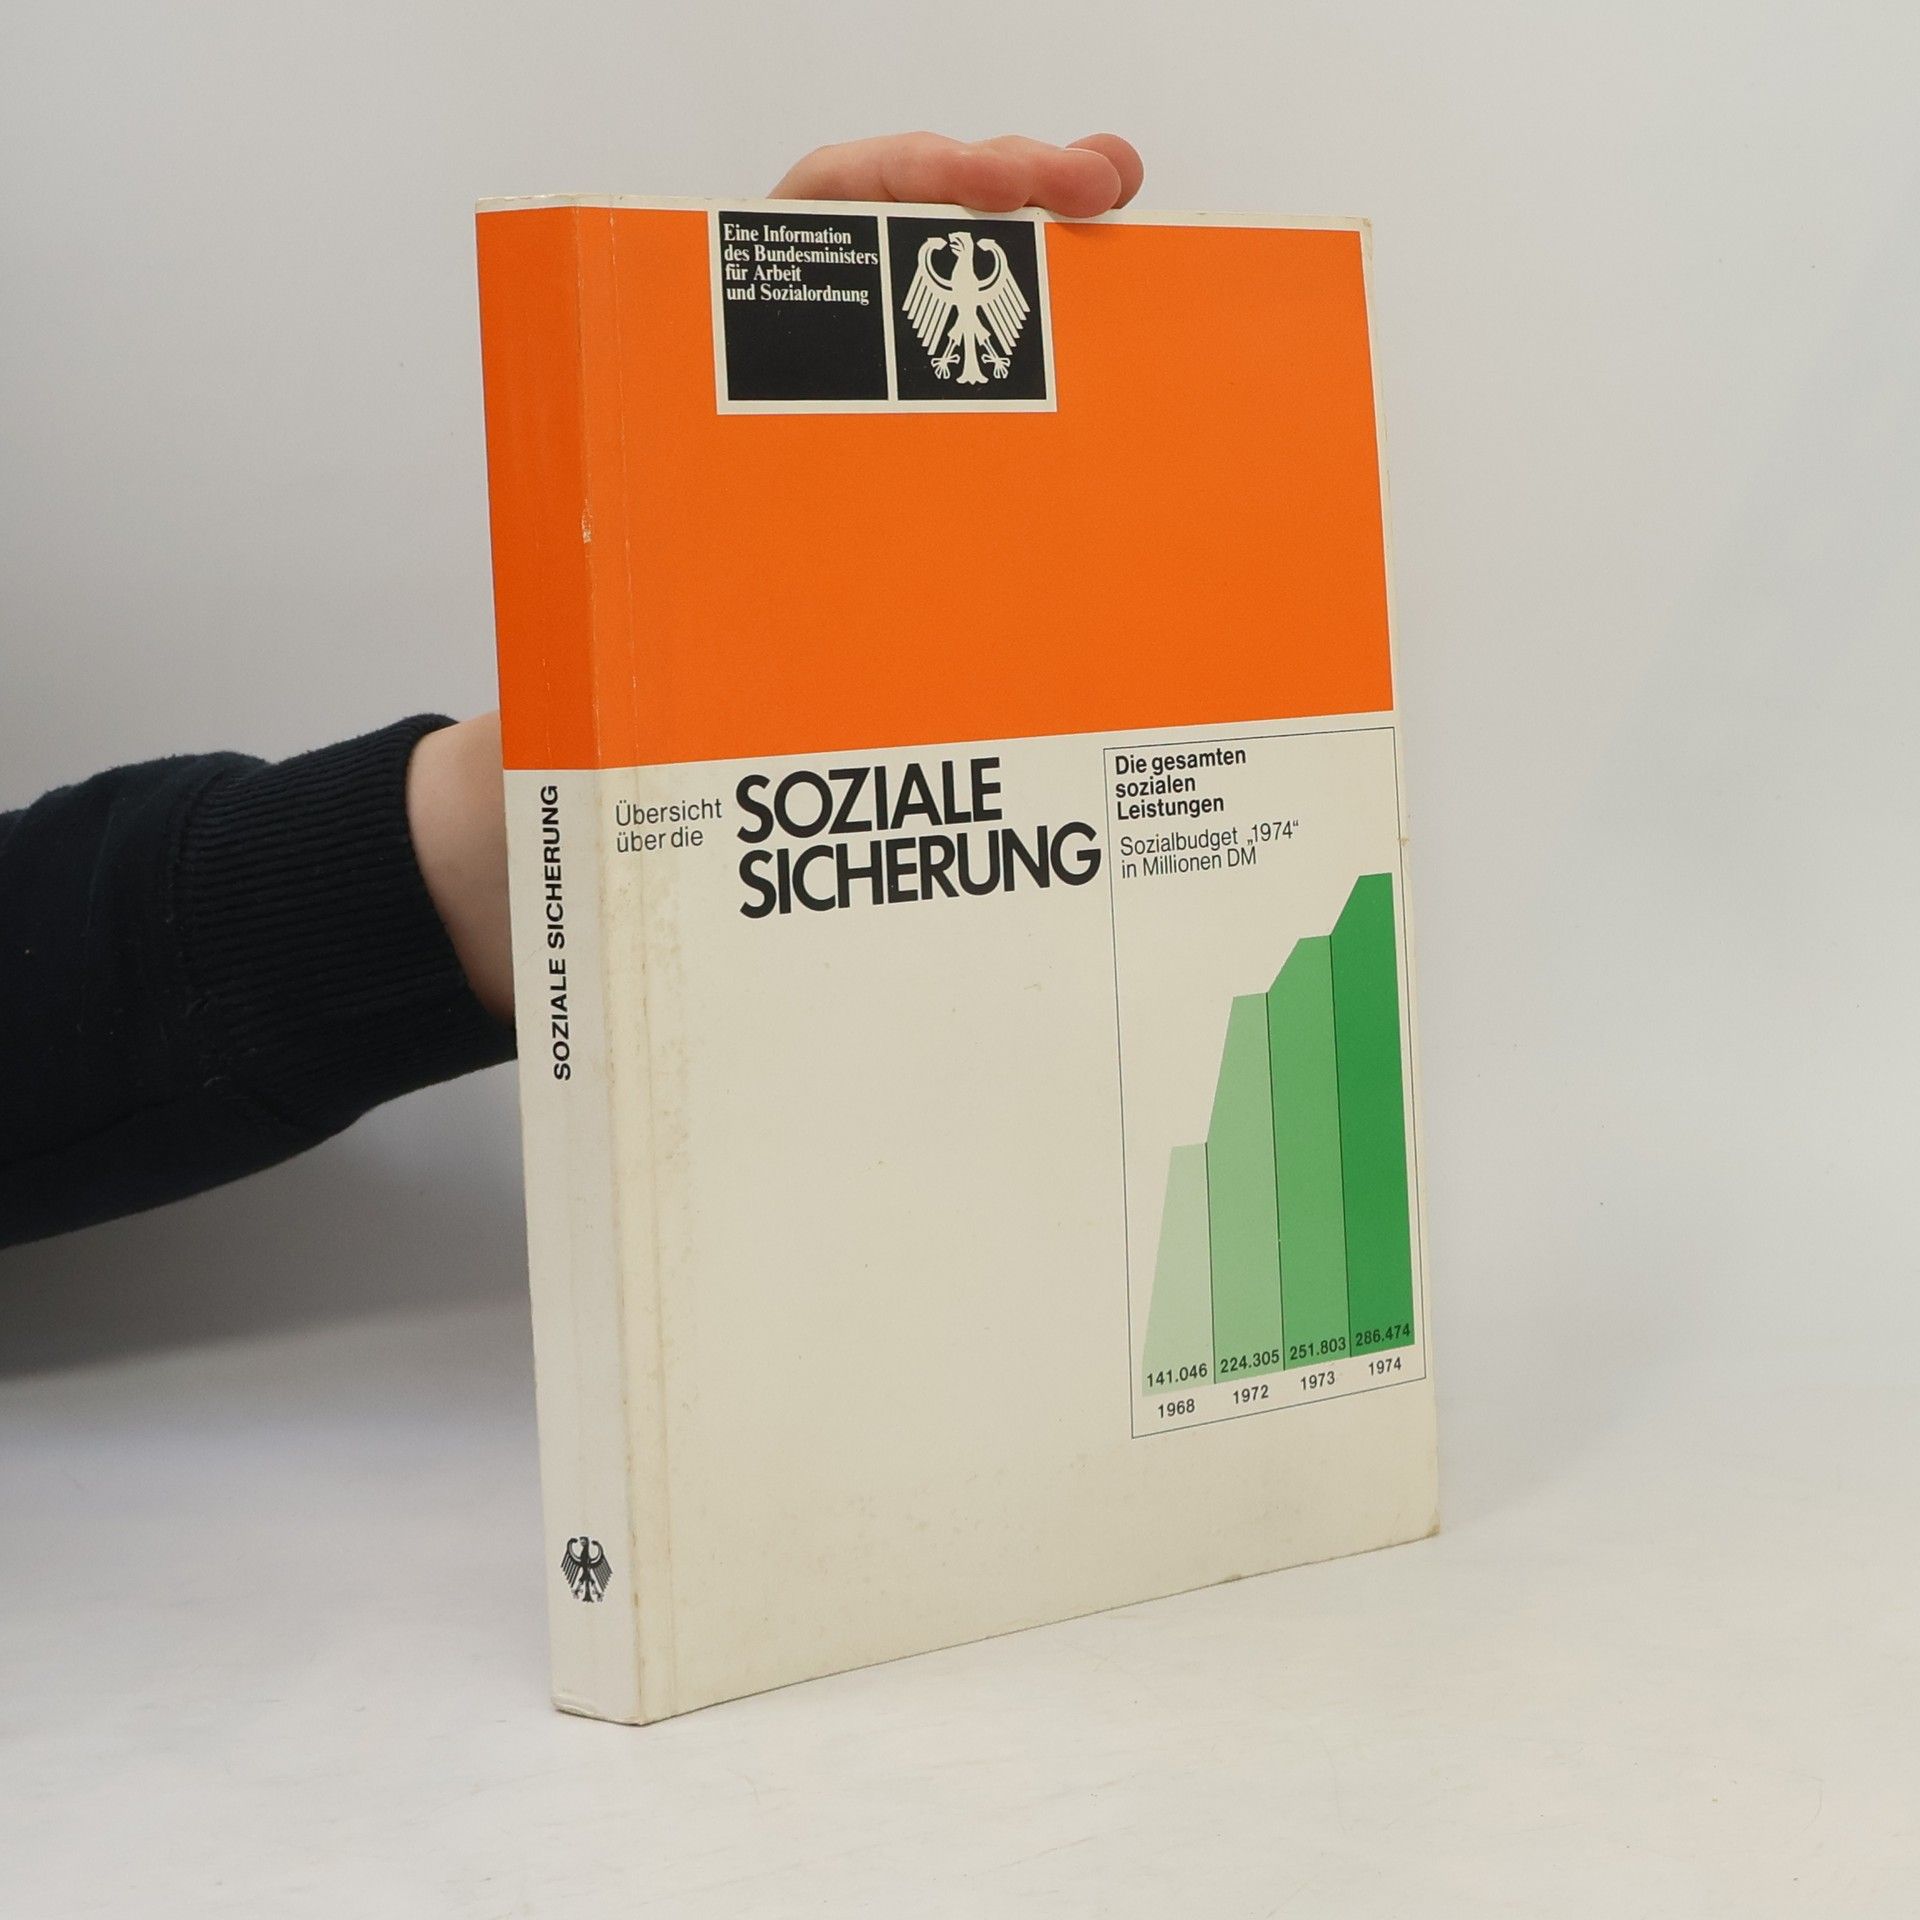 Eine Information
des Bundesministers
für Arbeit
und Sozialordnung
SOZIALE SICHERUNG
Übersicht
über die
SOZIALE
SICHERUNG
Die gesamten
sozialen
Leistungen
Sozialbudget „1974“
in Millionen DM
141.046 224.305 251.803 286.474
1968 1972 1973 1974